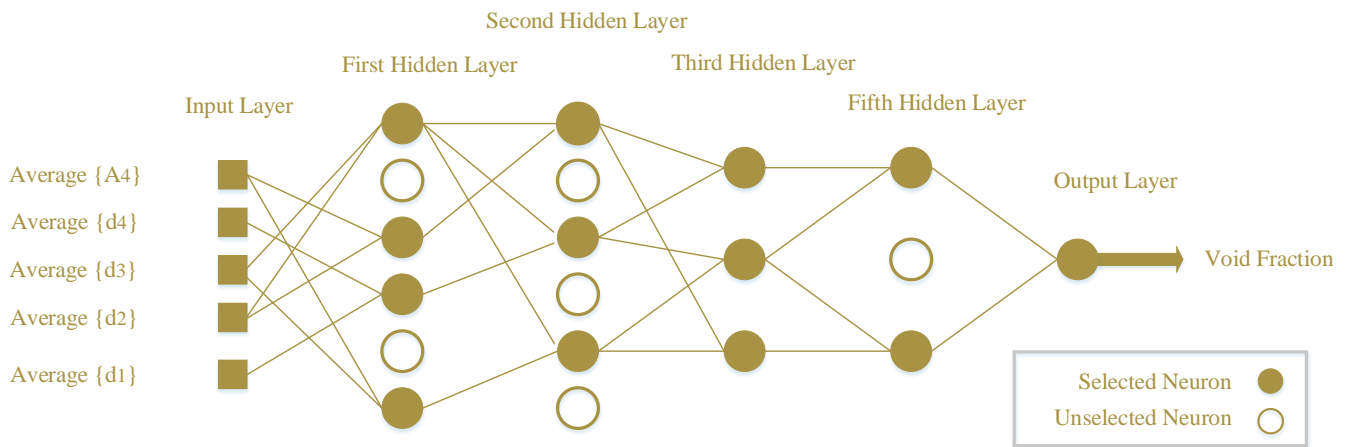 Second Hidden Layer
First Hidden Layer
Third Hidden Layer
Input Layer
Fifth Hidden Layer
Average {A4}
Output Layer
Average {d4}
Average {d3}
Void Fraction
Average {d2}
Average {d1}
Selected Neuron
Unselected Neuron